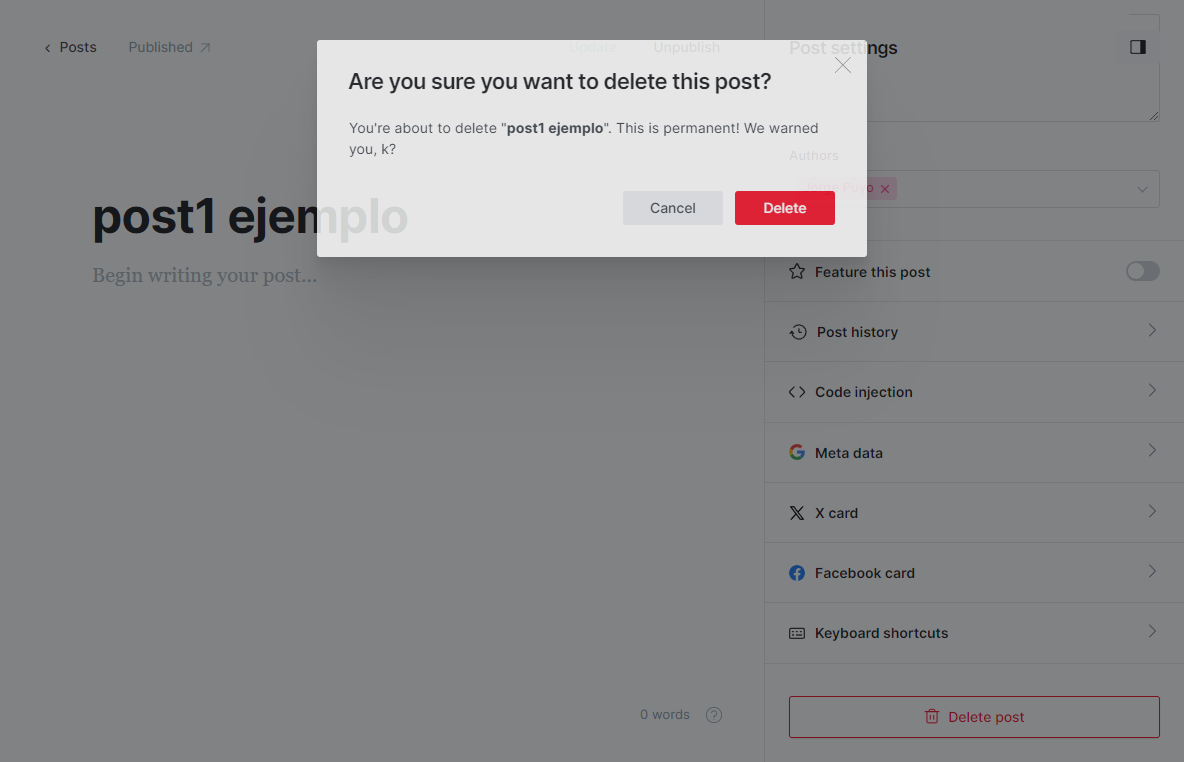 Posts
Published
Update
Unpublish
Post settings
Are you sure you want to delete this post?
You're about to delete "post1 ejemplo". This is permanent! We warned
you, k?
Authors
Puyo
Cancel
Delete
post1 ejemplo
Begin writing your post...
Feature this post
Post history
Code injection
Meta data
X card
Facebook card
Keyboard shortcuts
0 words
?
Delete post